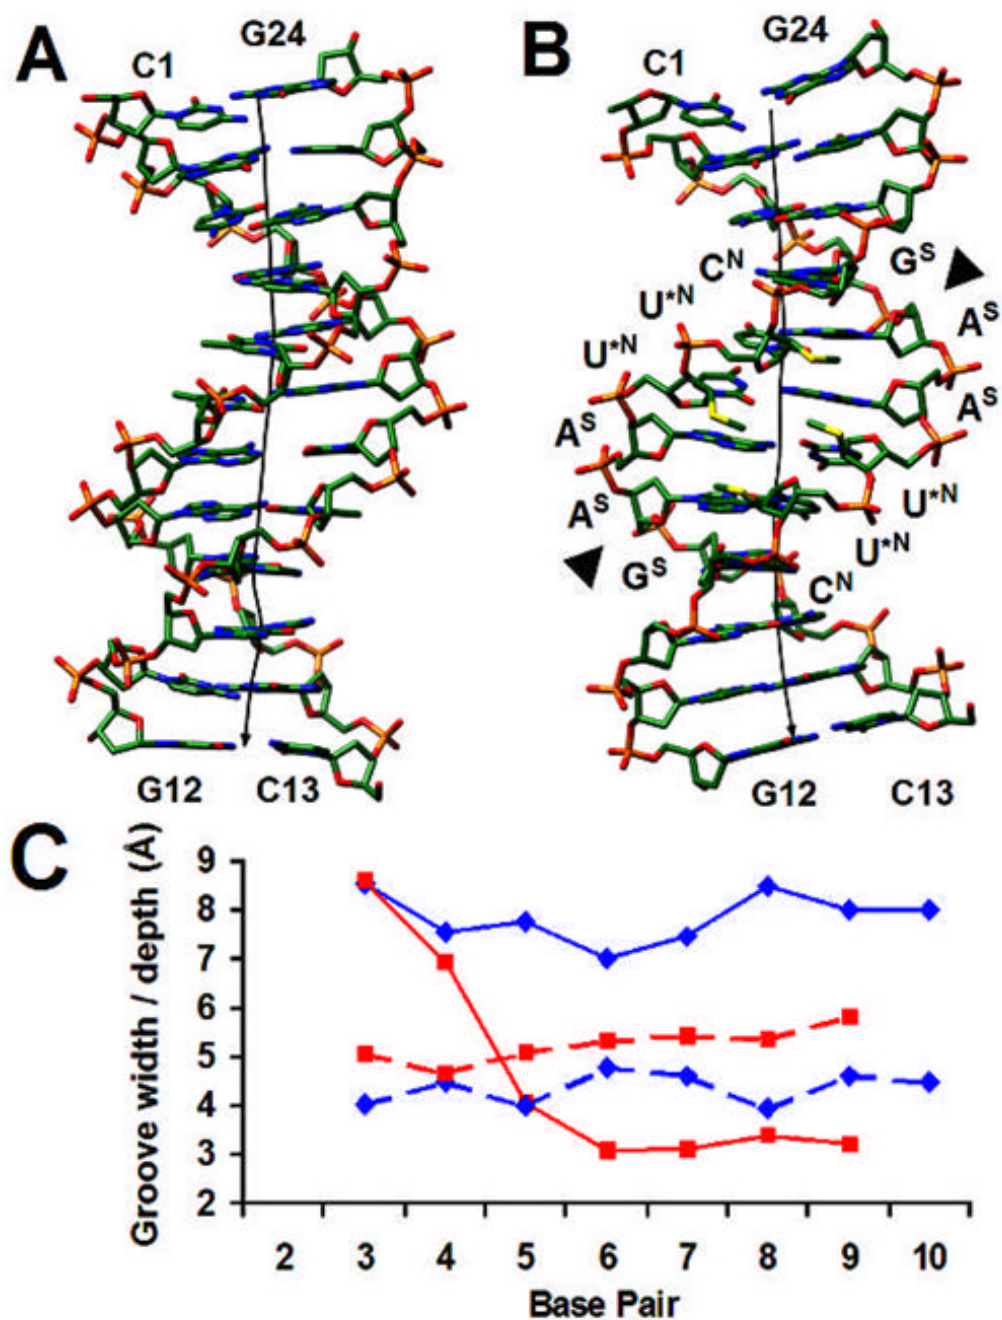 A
B
G24
G24
C1
C1
Gˢ
Cᴺ
U*ᴺ
Aˢ
U*ᴺ
Aˢ
Aˢ
U*ᴺ
Aˢ
U*ᴺ
Gˢ
Cᴺ
G12 C13
G12 C13
C
Groove width / depth (Å)
9
8
7
6
5
4
3
2
2 3 4 5 6 7 8 9 10
Base Pair